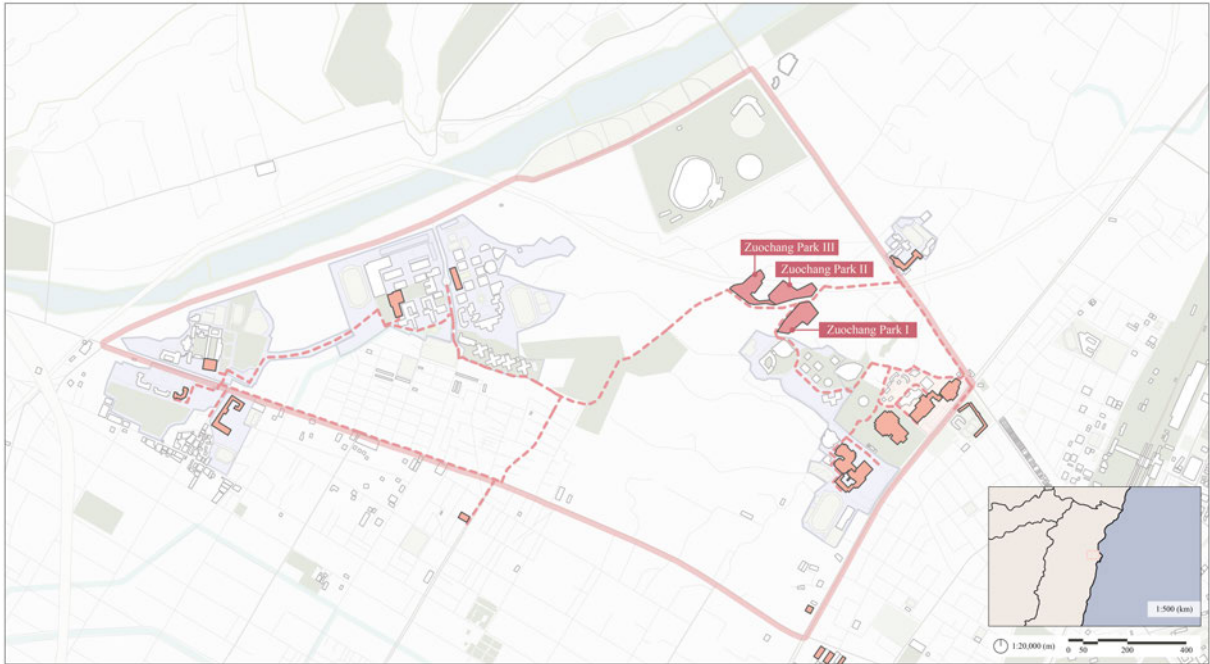 Zuochang Park III
Zuochang Park II
Zuochang Park I
1:500 (km)
1:20,000 (m)
0 50 200 400